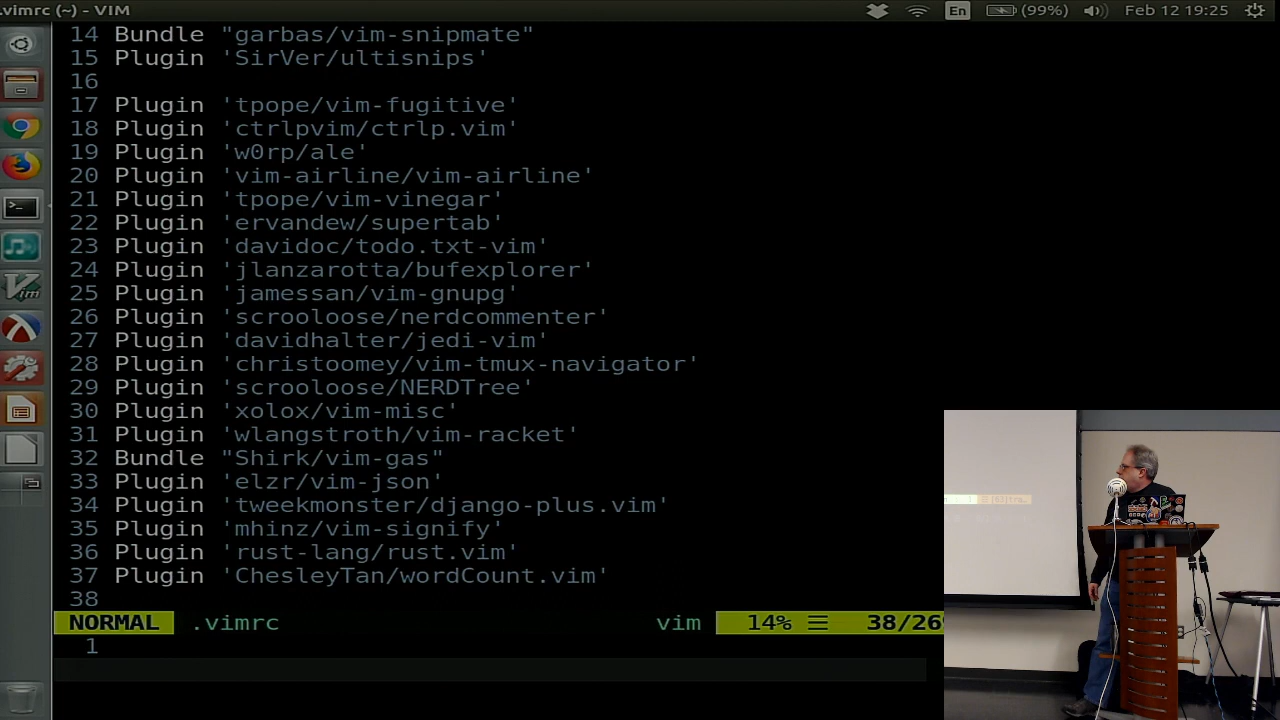 .vimrc (~) - VIM
En (99%) Feb 12 19:25
14 Bundle "garbas/vim-snipmate"
15 Plugin 'SirVer/ultisnips'
16
17 Plugin 'tpope/vim-fugitive'
18 Plugin 'ctrlpvim/ctrlp.vim'
19 Plugin 'w0rp/ale'
20 Plugin 'vim-airline/vim-airline'
21 Plugin 'tpope/vim-vinegar'
22 Plugin 'ervandew/supertab'
23 Plugin 'davidoc/todo.txt-vim'
24 Plugin 'jlanzarotta/bufexplorer'
25 Plugin 'jamessan/vim-gnupg'
26 Plugin 'scrooloose/nerdcommenter'
27 Plugin 'davidhalter/jedi-vim'
28 Plugin 'christoomey/vim-tmux-navigator'
29 Plugin 'scrooloose/NERDTree'
30 Plugin 'xolox/vim-misc'
31 Plugin 'wlangstroth/vim-racket'
32 Bundle "Shirk/vim-gas"
33 Plugin 'elzr/vim-json'
34 Plugin 'tweekmonster/django-plus.vim'
35 Plugin 'mhinz/vim-signify'
36 Plugin 'rust-lang/rust.vim'
37 Plugin 'ChesleyTan/wordCount.vim'
38
NORMAL .vimrc vim 14% ☰ 38/26
1